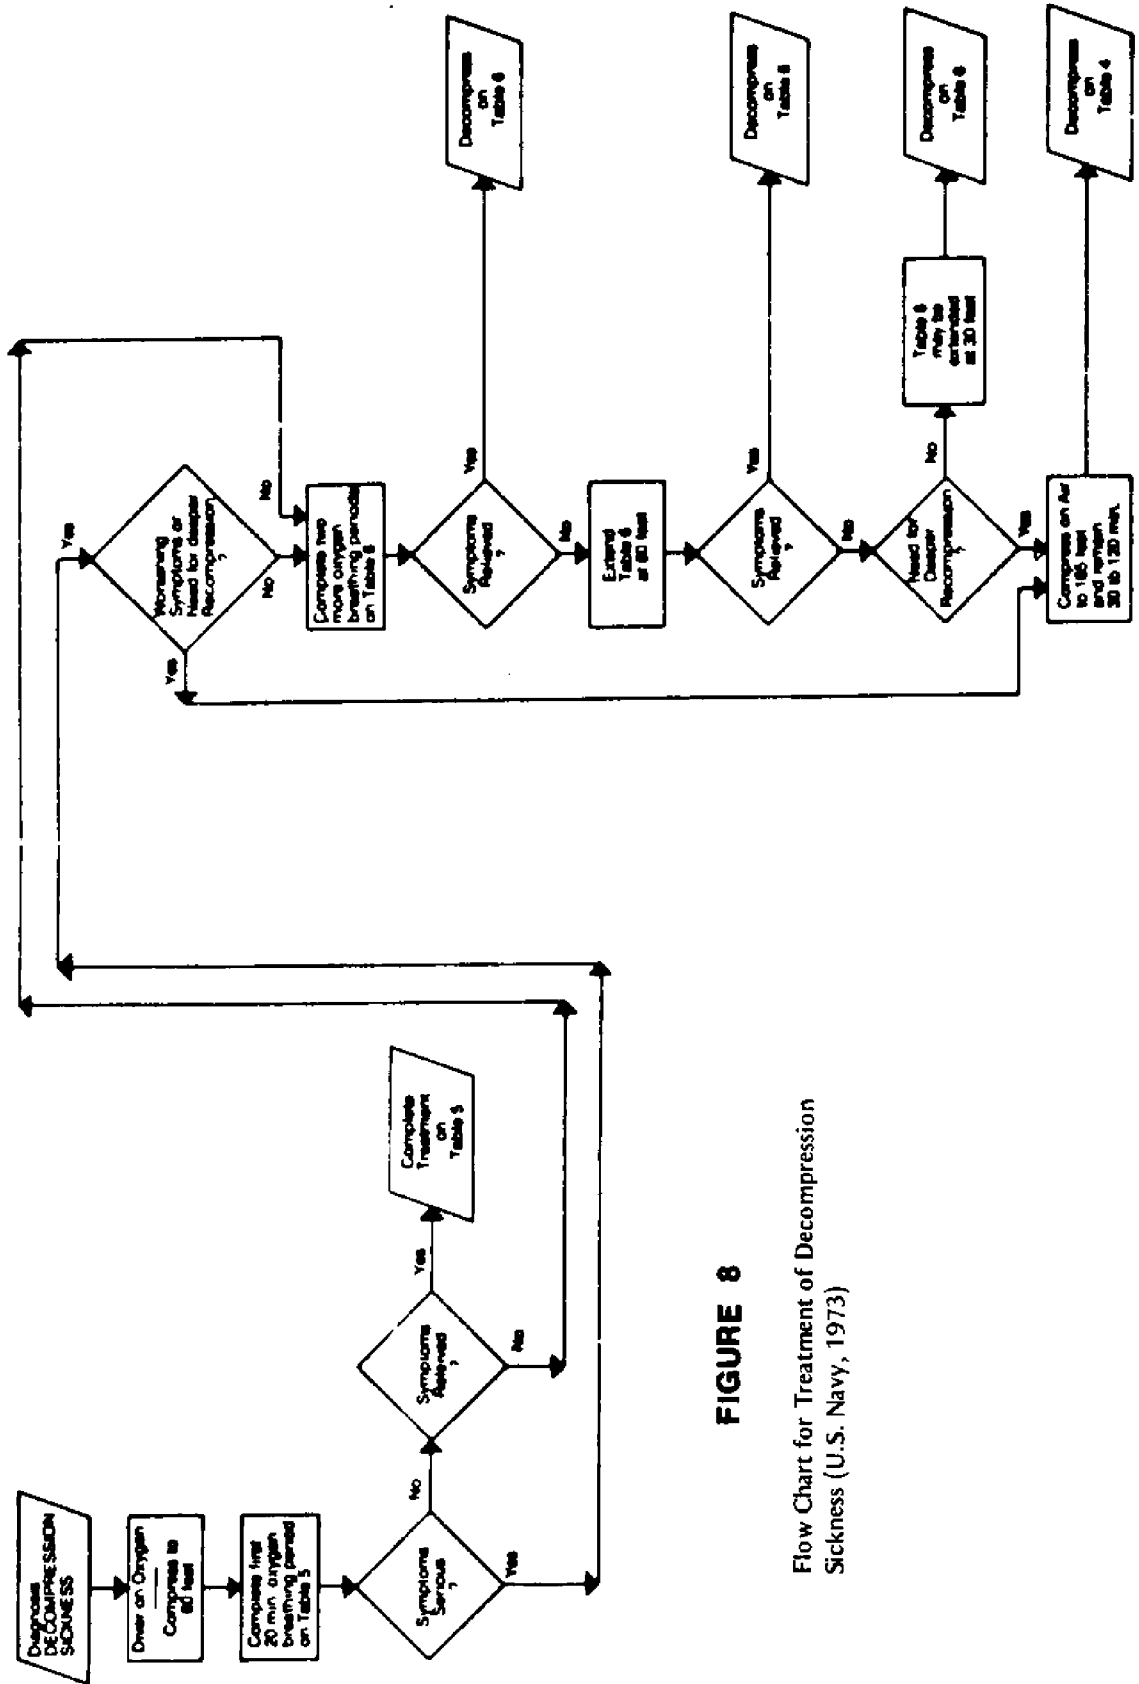 Diagnosis
DECOMPRESSION
SICKNESS
Diver on Oxygen
Compress to
60 feet
Complete first
20 min. oxygen
breathing period
on Table 5
Symptoms
Serious
?
No
Yes
Symptoms
Relieved
?
Yes
No
Complete
Treatment
on
Table 5
Yes
Worsening
Symptoms or
Need for deeper
Recompression
?
Yes
No
No
Complete two
more oxygen
breathing periods
on Table 6
Symptoms
Relieved
?
Yes
No
Decompress
on
Table 6
Extend
Table 6
at 60 feet
Symptoms
Relieved
?
Yes
No
Decompress
on
Table 6
Need for
Deeper
Recompression
?
No
Yes
Table 6
may be
extended
at 30 feet
Decompress
on
Table 6
Compress on Air
to 165 feet
and remain
30 to 120 min.
Decompress
on
Table 4
FIGURE 8
Flow Chart for Treatment of Decompression
Sickness (U.S. Navy, 1973)